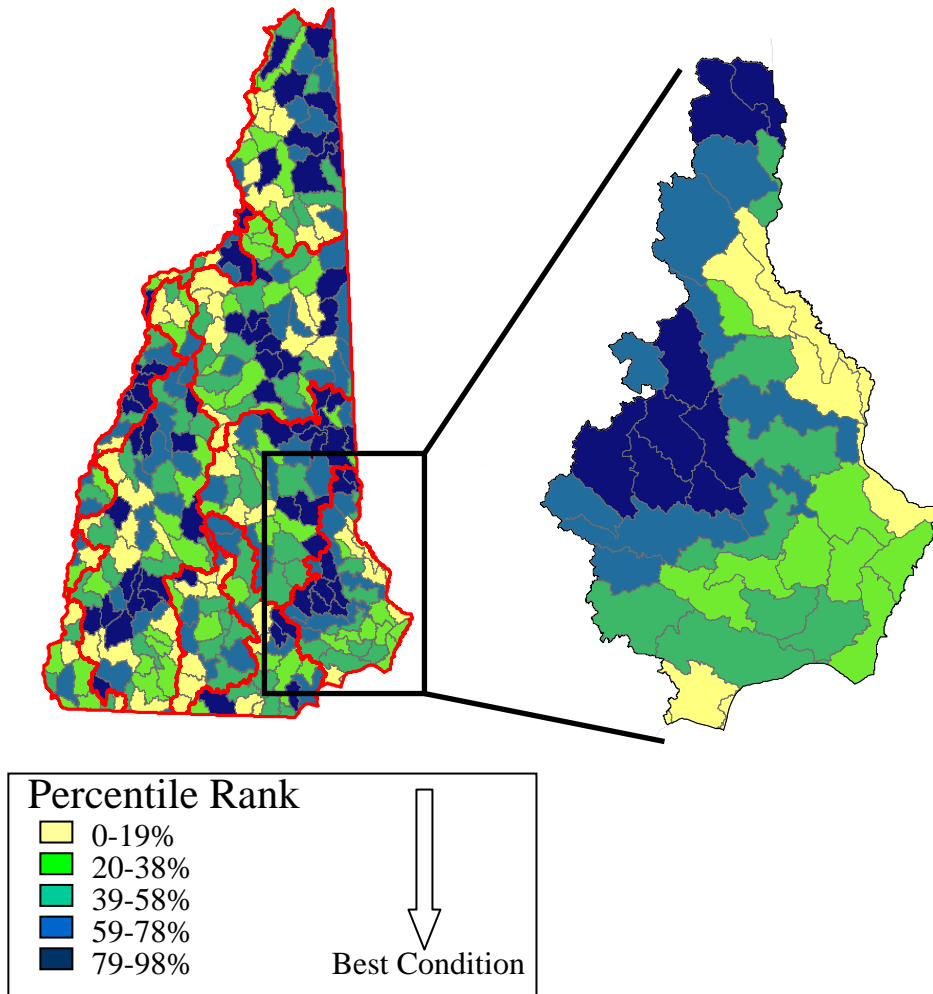 Percentile Rank
0-19%
20-38%
39-58%
59-78%
79-98%
Best Condition